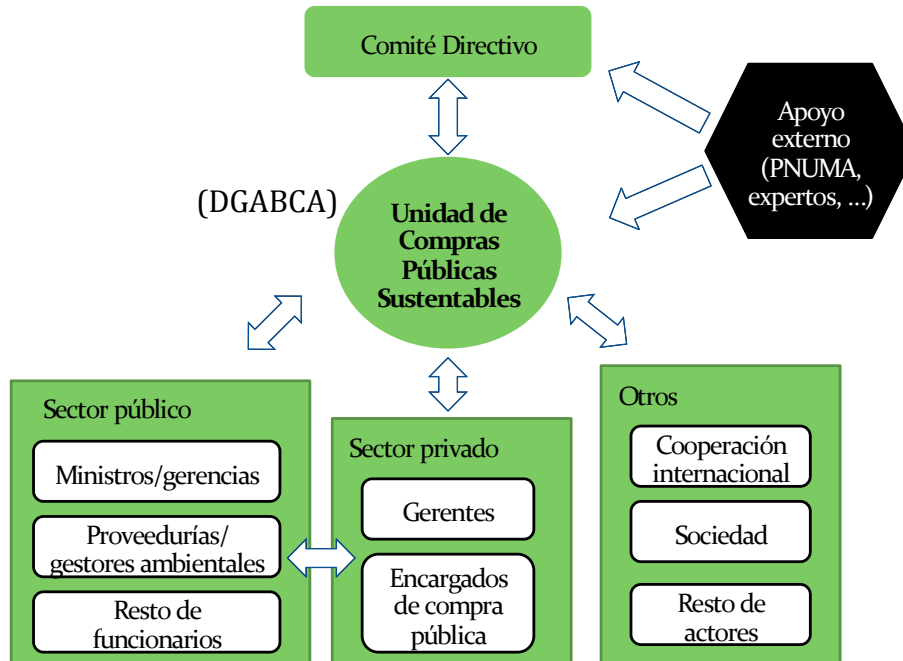 Comité Directivo
Apoyo
externo
(PNUMA,
expertos, ...)
(DGABCA)
Unidad de
Compras
Públicas
Sustentables
Sector público
Ministros/gerencias
Proveedurías/
gestores ambientales
Resto de
funcionarios
Sector privado
Gerentes
Encargados
de compra
pública
Otros
Cooperación
internacional
Sociedad
Resto de
actores